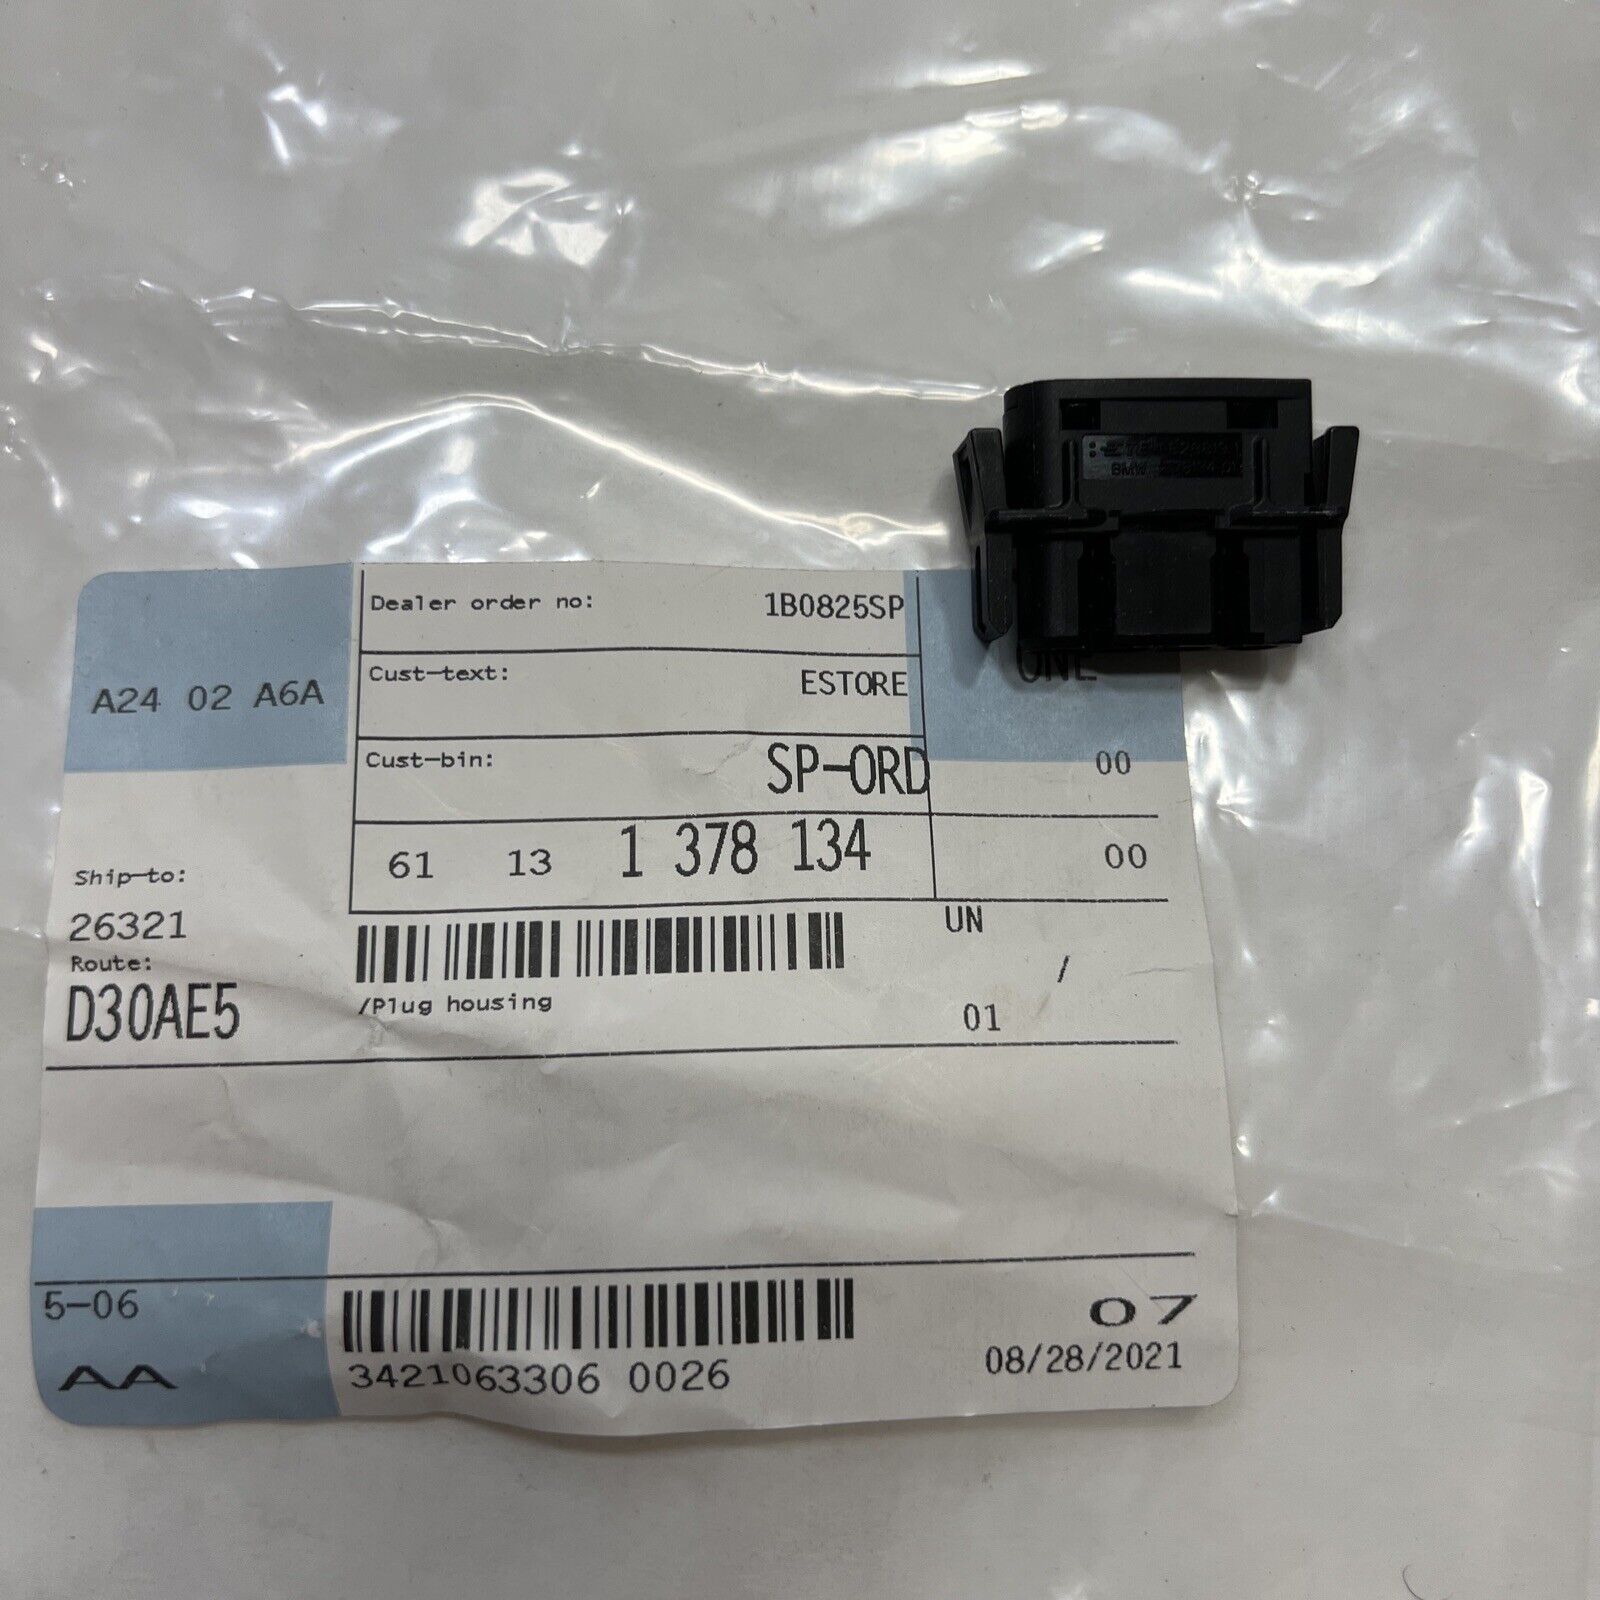 BMW
Dealer order no: 1B0825SP
A24 02 A6A
Cust-text: ESTORE
Cust-bin: SP-ORD 00
61 13 1 378 134 00
Ship-to:
26321
UN
Route:
/
D30AE5
/Plug housing
01
5-06
07
AA
3421063306 0026
08/28/2021